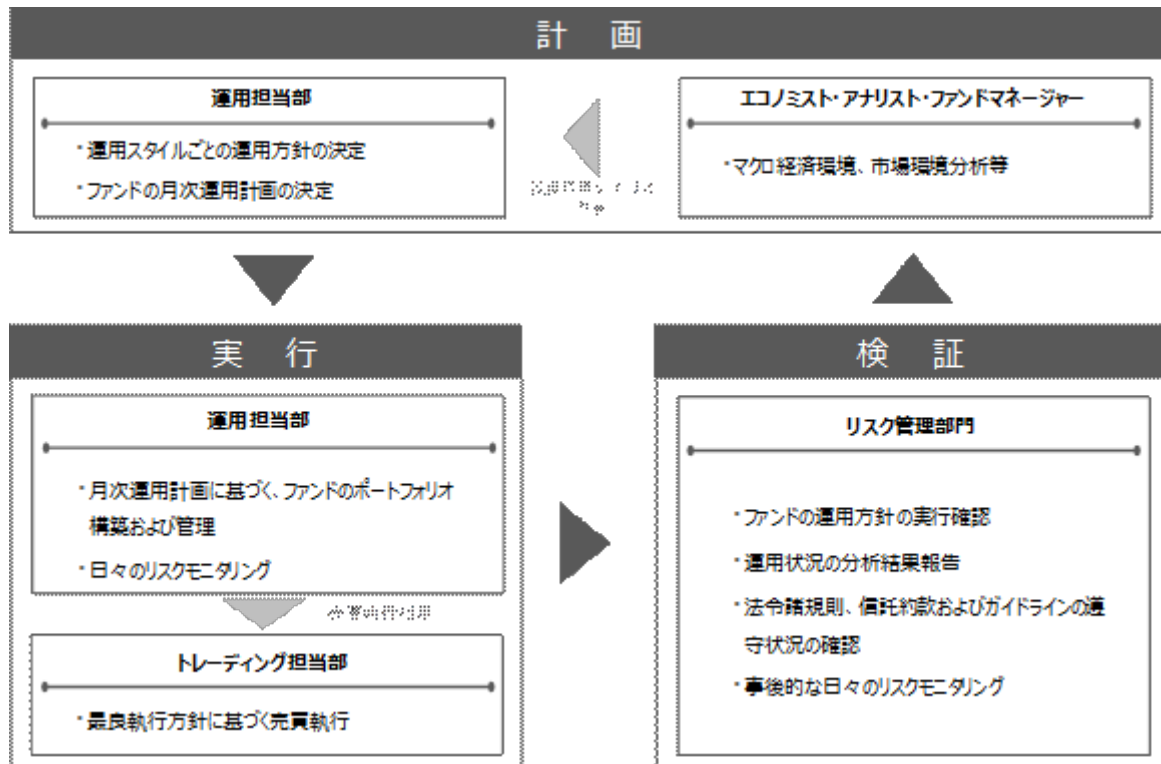 計 画
運用担当部
・運用スタイルごとの運用方針の決定
・ファンドの月次運用計画の決定
エコノミスト・アナリスト・ファンドマネージャー
・マクロ経済環境、市場環境分析等
実 行
運用担当部
・月次運用計画に基づく、ファンドのポートフォリオ
構築および管理
・日々のリスクモニタリング
トレーディング担当部
・最良執行方針に基づく売買執行
検 証
リスク管理部門
・ファンドの運用方針の実行確認
・運用状況の分析結果報告
・法令諸規則、信託約款およびガイドラインの遵
守状況の確認
・事後的な日々のリスクモニタリング